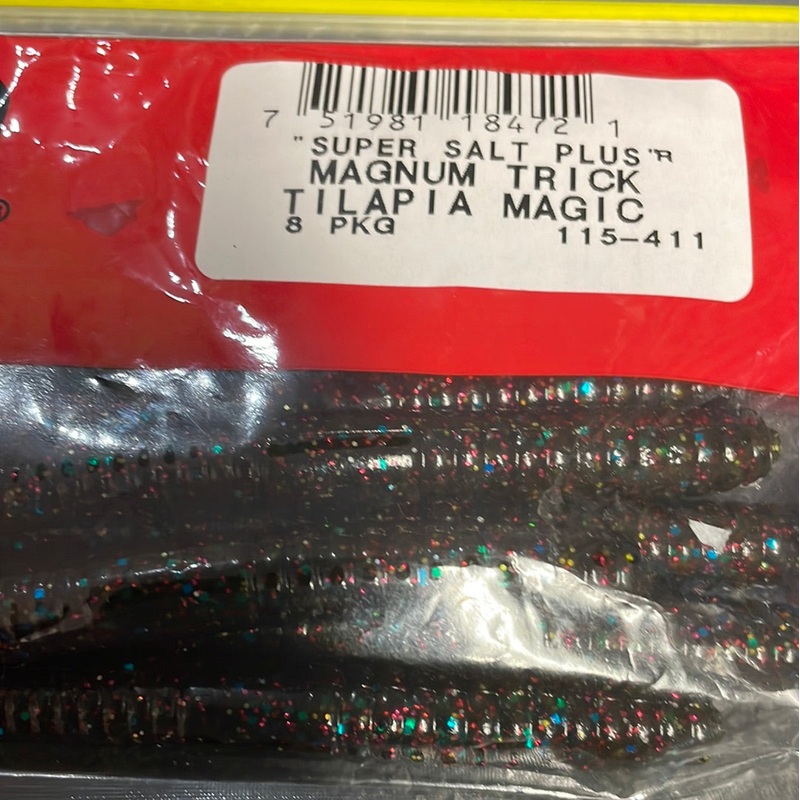 7 51981 18472 1
"SUPER SALT PLUS"R
MAGNUM TRICK
TILAPIA MAGIC
8 PKG 115-411
®